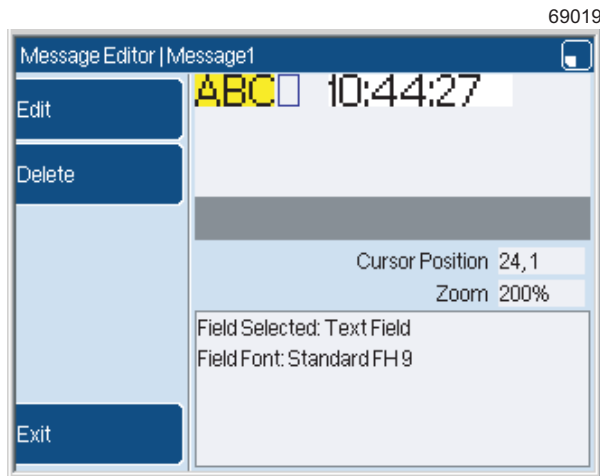 69019
Message Editor | Message1
Edit
ABC 10:44:27
Delete
Cursor Position 24,1
Zoom 200%
Field Selected: Text Field
Field Font: Standard FH 9
Exit